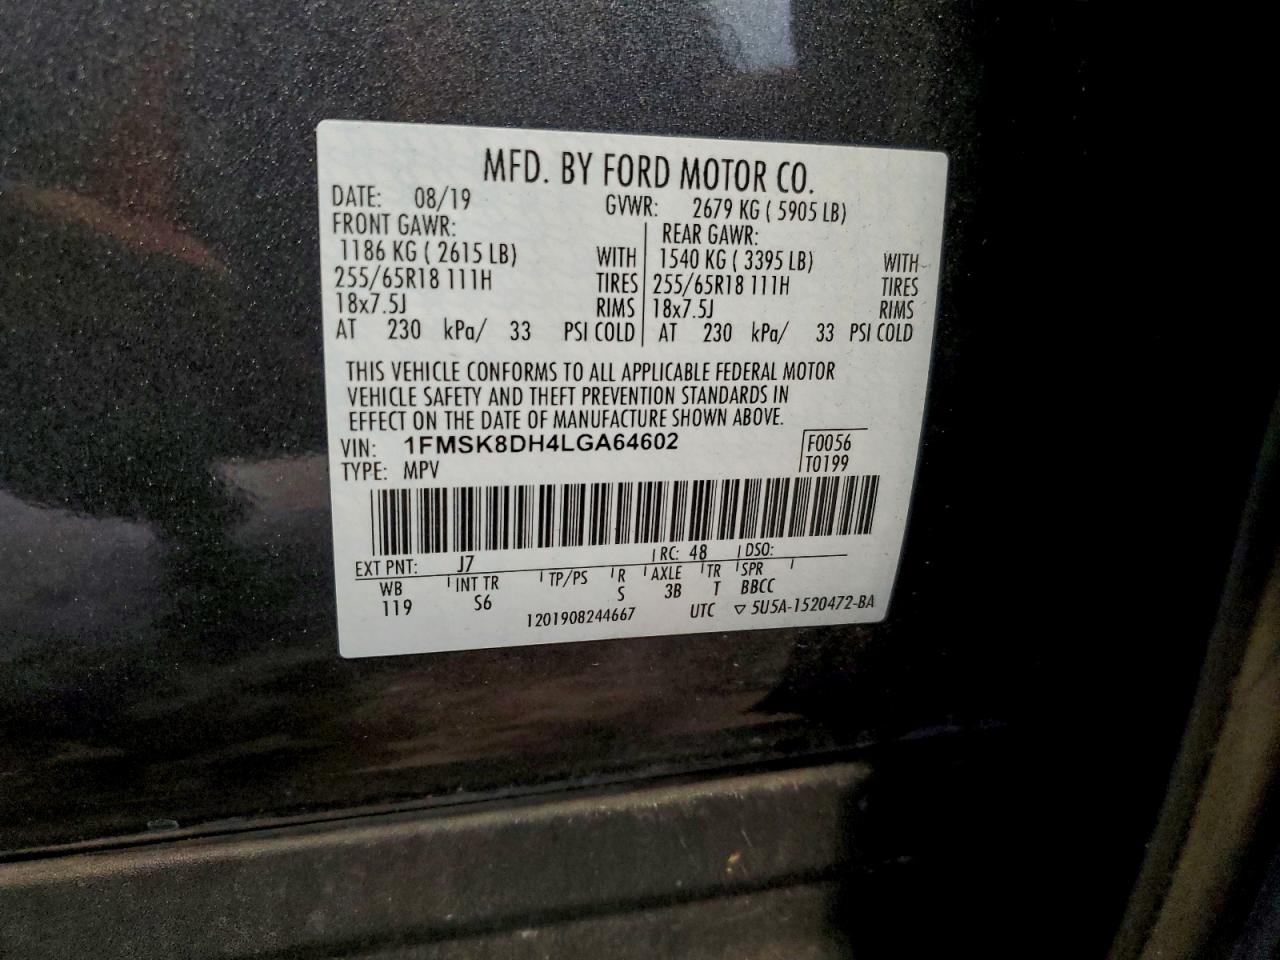 MFD. BY FORD MOTOR CO.
DATE: 08/19 GVWR: 2679 KG ( 5905 LB)
FRONT GAWR: REAR GAWR:
1186 KG ( 2615 LB) WITH 1540 KG ( 3395 LB) WITH
255/65R18 111H TIRES 255/65R18 111H TIRES
18x7.5J RIMS 18x7.5J RIMS
AT 230 kPa/ 33 PSI COLD AT 230 kPa/ 33 PSI COLD
THIS VEHICLE CONFORMS TO ALL APPLICABLE FEDERAL MOTOR
VEHICLE SAFETY AND THEFT PREVENTION STANDARDS IN
EFFECT ON THE DATE OF MANUFACTURE SHOWN ABOVE.
VIN: 1FMSK8DH4LGA64602 F0056
TYPE: MPV T0199
EXT PNT: J7 RC: 48 DSO:
WB INT TR TP/PS R AXLE TR SPR
119 S6 S 3B T BBCC
1201908244667 UTC ▽ 5U5A-1520472-BA